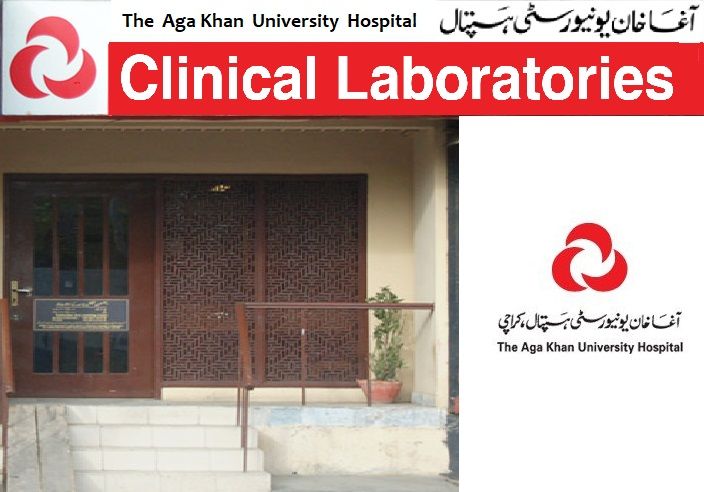 The Aga Khan University Hospital
آغا خان یونیورسٹی ہسپتال
Clinical Laboratories
آغا خان یونیورسٹی ہسپتال، کراچی
The Aga Khan University Hospital